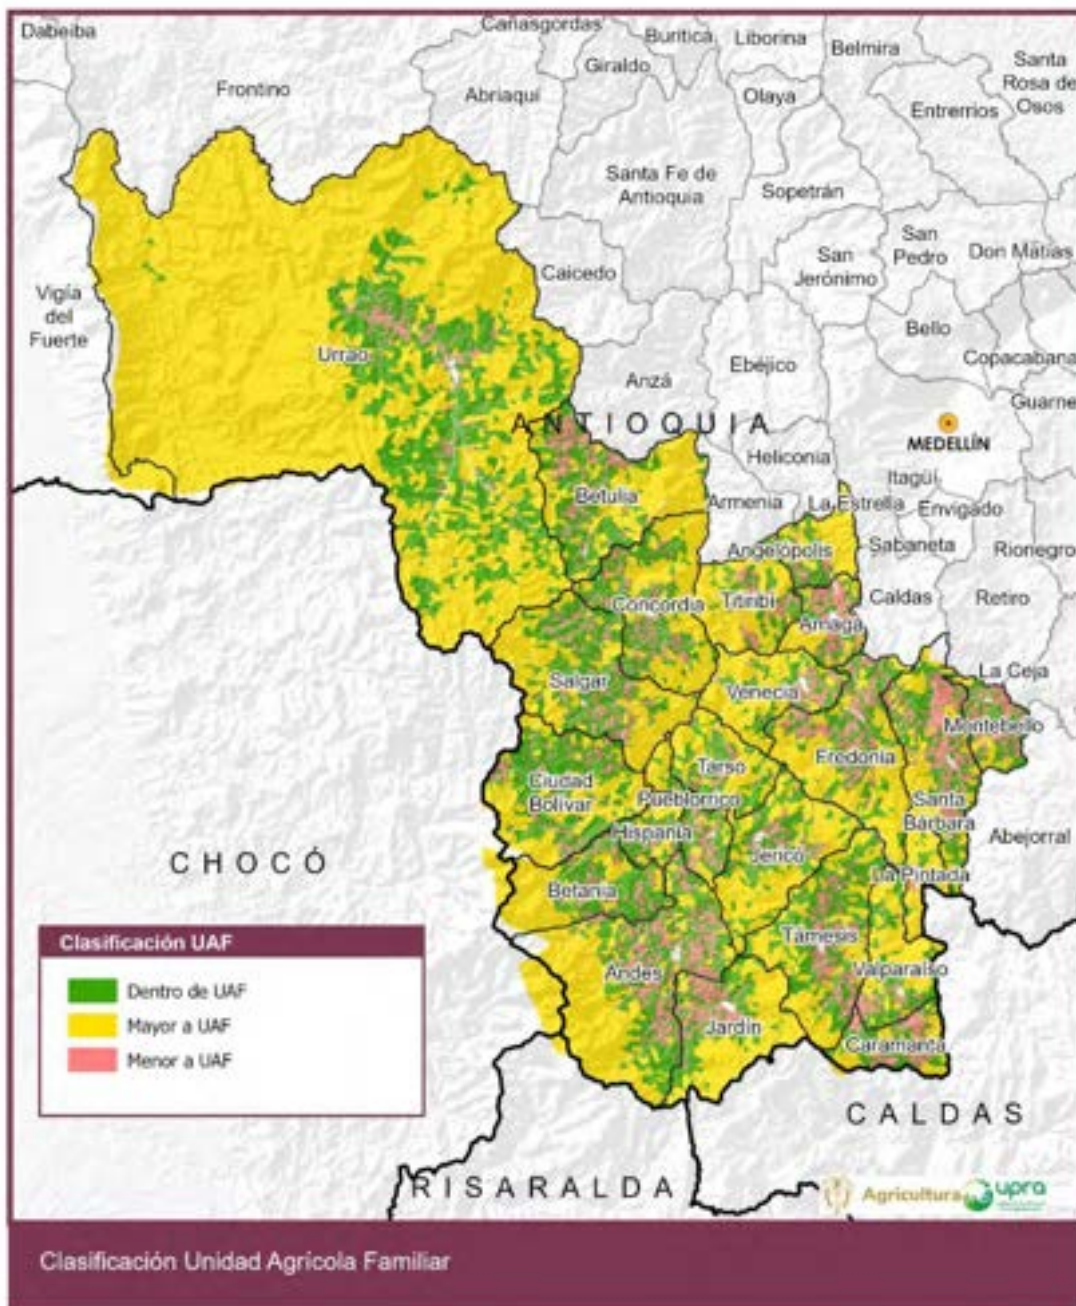 Dabeiba
Cañasgordas
Buriticá
Liborina
Belmira
Giraldo
Santa
Rosa de
Osos
Frontino
Abriaquí
Olaya
Entrerrios
Santa Fe de
Antioquia
Sopetrán
San
Pedro
Don Matías
San
Jerónimo
Caicedo
Vigía
del
Fuerte
Bello
Copacabana
Urrao
Anzá
Ebéjico
Guarne
ANTIOQUIA
MEDELLÍN
Heliconia
Itagüí
Betulia
Armenia
La Estrella
Envigado
Angelópolis
Sabaneta
Rionegro
Concordia
Titiribí
Amagá
Caldas
Retiro
La Ceja
Salgar
Venecia
Montebello
Fredonia
Tarso
Ciudad
Bolívar
Pueblorrico
Santa
Bárbara
Hispania
Abejorral
Jericó
CHOCÓ
La Pintada
Betania
Támesis
Andes
Valparaíso
Jardín
Caramanta
Clasificación UAF
Dentro de UAF
Mayor a UAF
Menor a UAF
CALDAS
RISARALDA
Agricultura
upra
Clasificación Unidad Agrícola Familiar